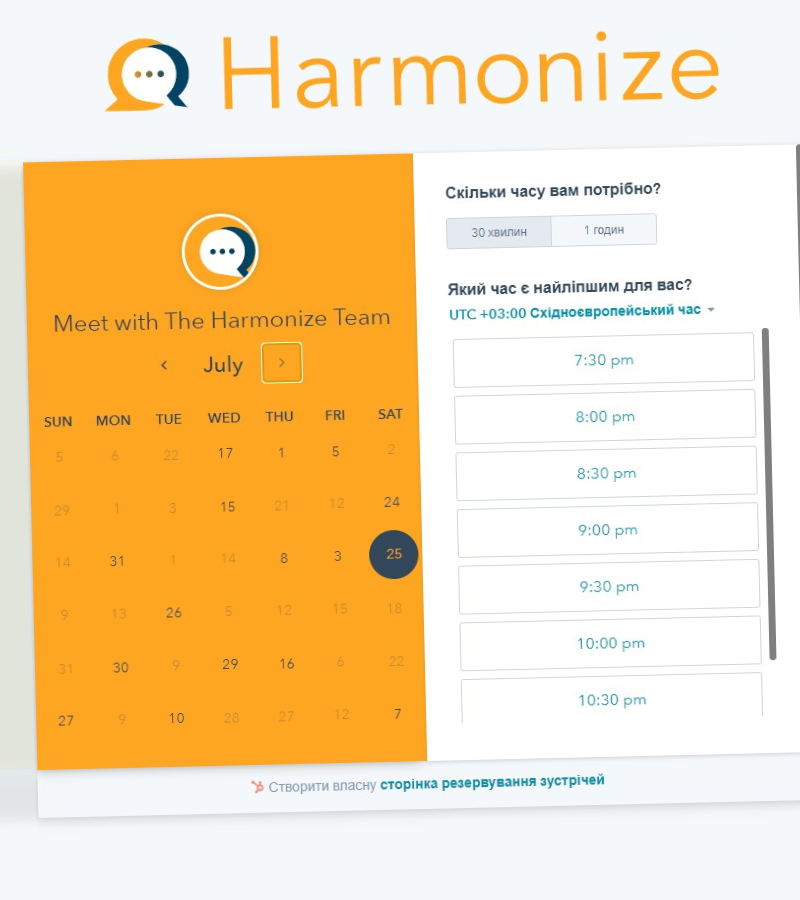 Harmonize
Meet with The Harmonize Team
July
SUN MON TUE WED THU FRI SAT
5 6 22 17 1 5 2
29 1 3 15 21 12 24
14 31 1 14 8 3 25
9 13 26 5 12 15 18
31 30 9 29 16 6 22
27 9 10 28 27 12 7
Скільки часу вам потрібно?
30 хвилин 1 годин
Який час є найліпшим для вас?
UTC +03:00 Східноєвропейський час
7:30 pm
8:00 pm
8:30 pm
9:00 pm
9:30 pm
10:00 pm
10:30 pm
Створити власну сторінка резервування зустрічей